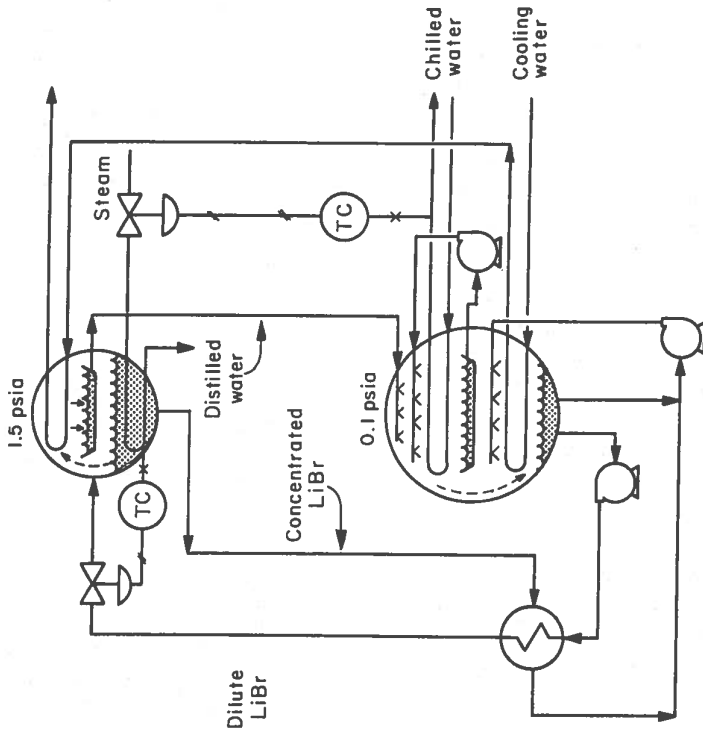 1.5 psia
Steam
TC
TC
Distilled
water
Concentrated
LiBr
Dilute
LiBr
0.1 psia
Chilled
water
Cooling
water